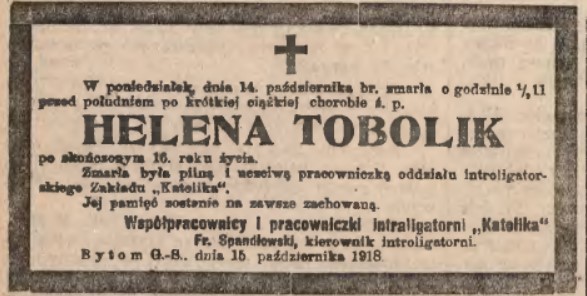 W poniedziałek, dnia 14. października br. zmarła o godzinie ½11
przed południem po krótkiej ciężkiej chorobie ś. p.
HELENA TOBOLIK
po skończonym 16. roku życia.
Zmarła była pilną i uczciwą pracowniczką oddziału introligator-
skiego Zakładu „Katolika“.
Jej pamięć zostanie na zawsze zachowaną.
Współpracownicy i pracowniczki intraligatorni „Katolika“
Fr. Spandlowski, kierownik introligatorni.
Bytom G.-S., dnia 15. października 1918.